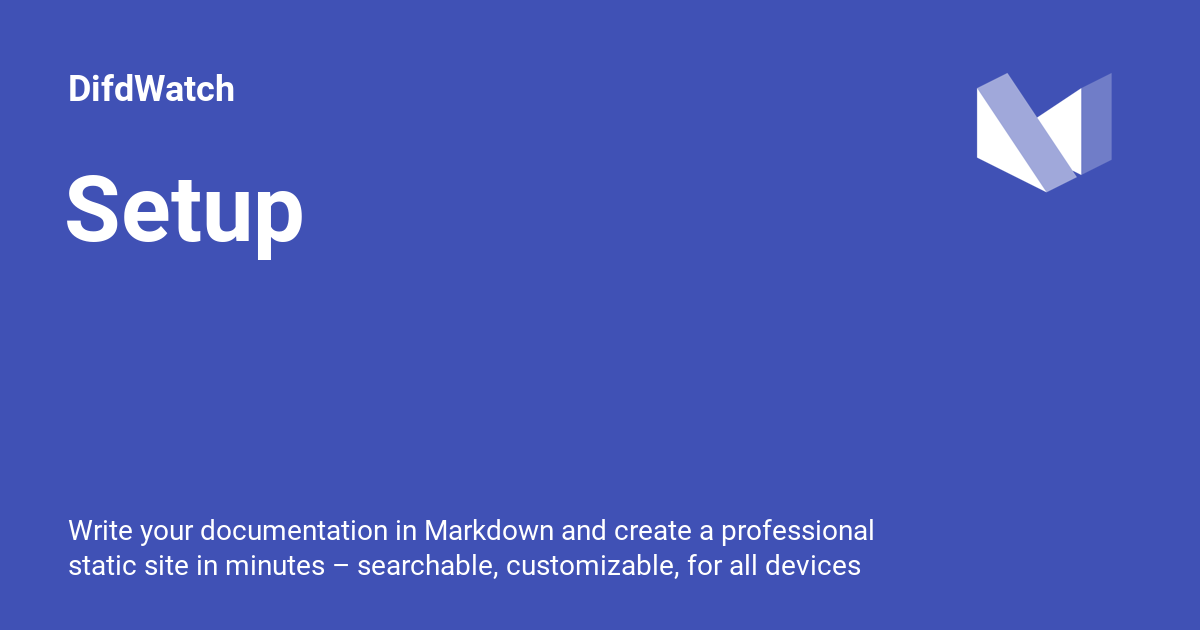 DifdWatch
Setup
Write your documentation in Markdown and create a professional
static site in minutes – searchable, customizable, for all devices